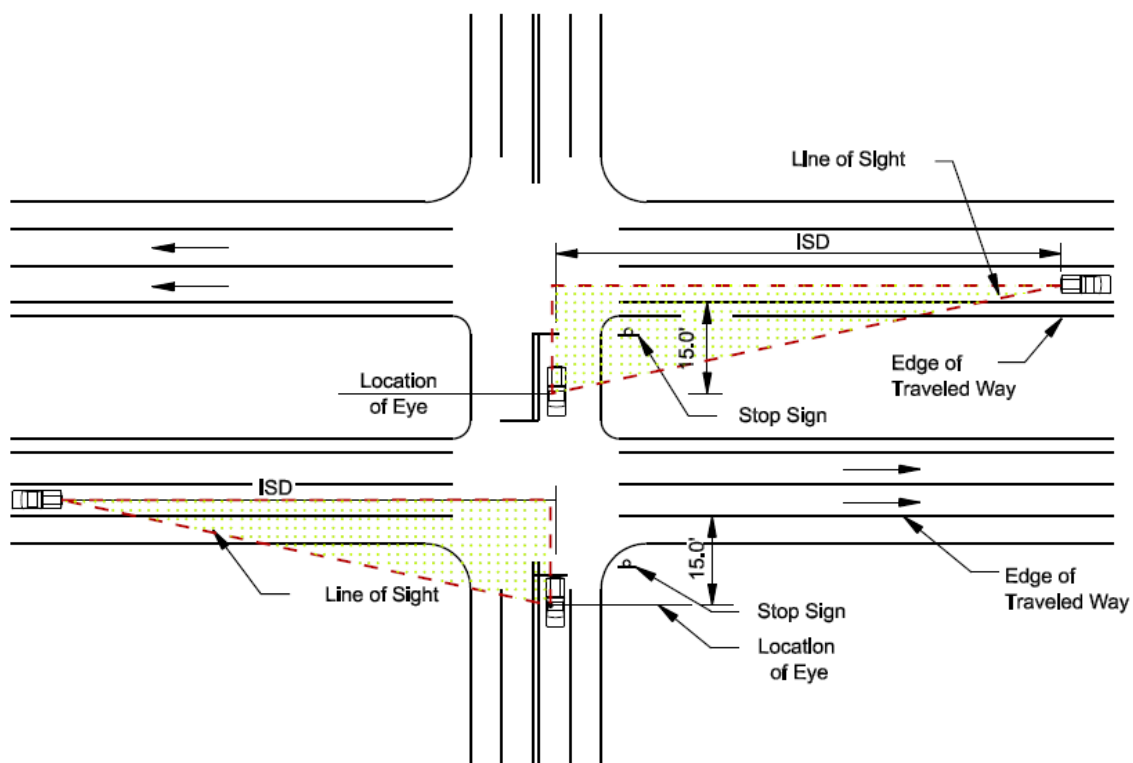 Line of Sight
ISD
15.0'
Location
of Eye
Edge of
Traveled Way
Stop Sign
ISD
15.0'
Line of Sight
Edge of
Traveled Way
Stop Sign
Location
of Eye